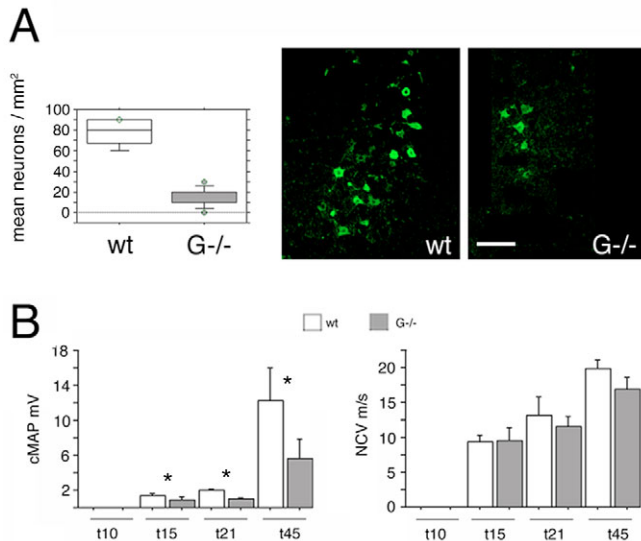 A
mean neurons / mm²
100
80
60
40
20
0
wt
G-/-
wt
G-/-
B
wt
G-/-
cMAP mV
18
14
10
6
2
t10
t15
t21
t45
*
*
*
NCV m/s
20
15
10
5
0
t10
t15
t21
t45